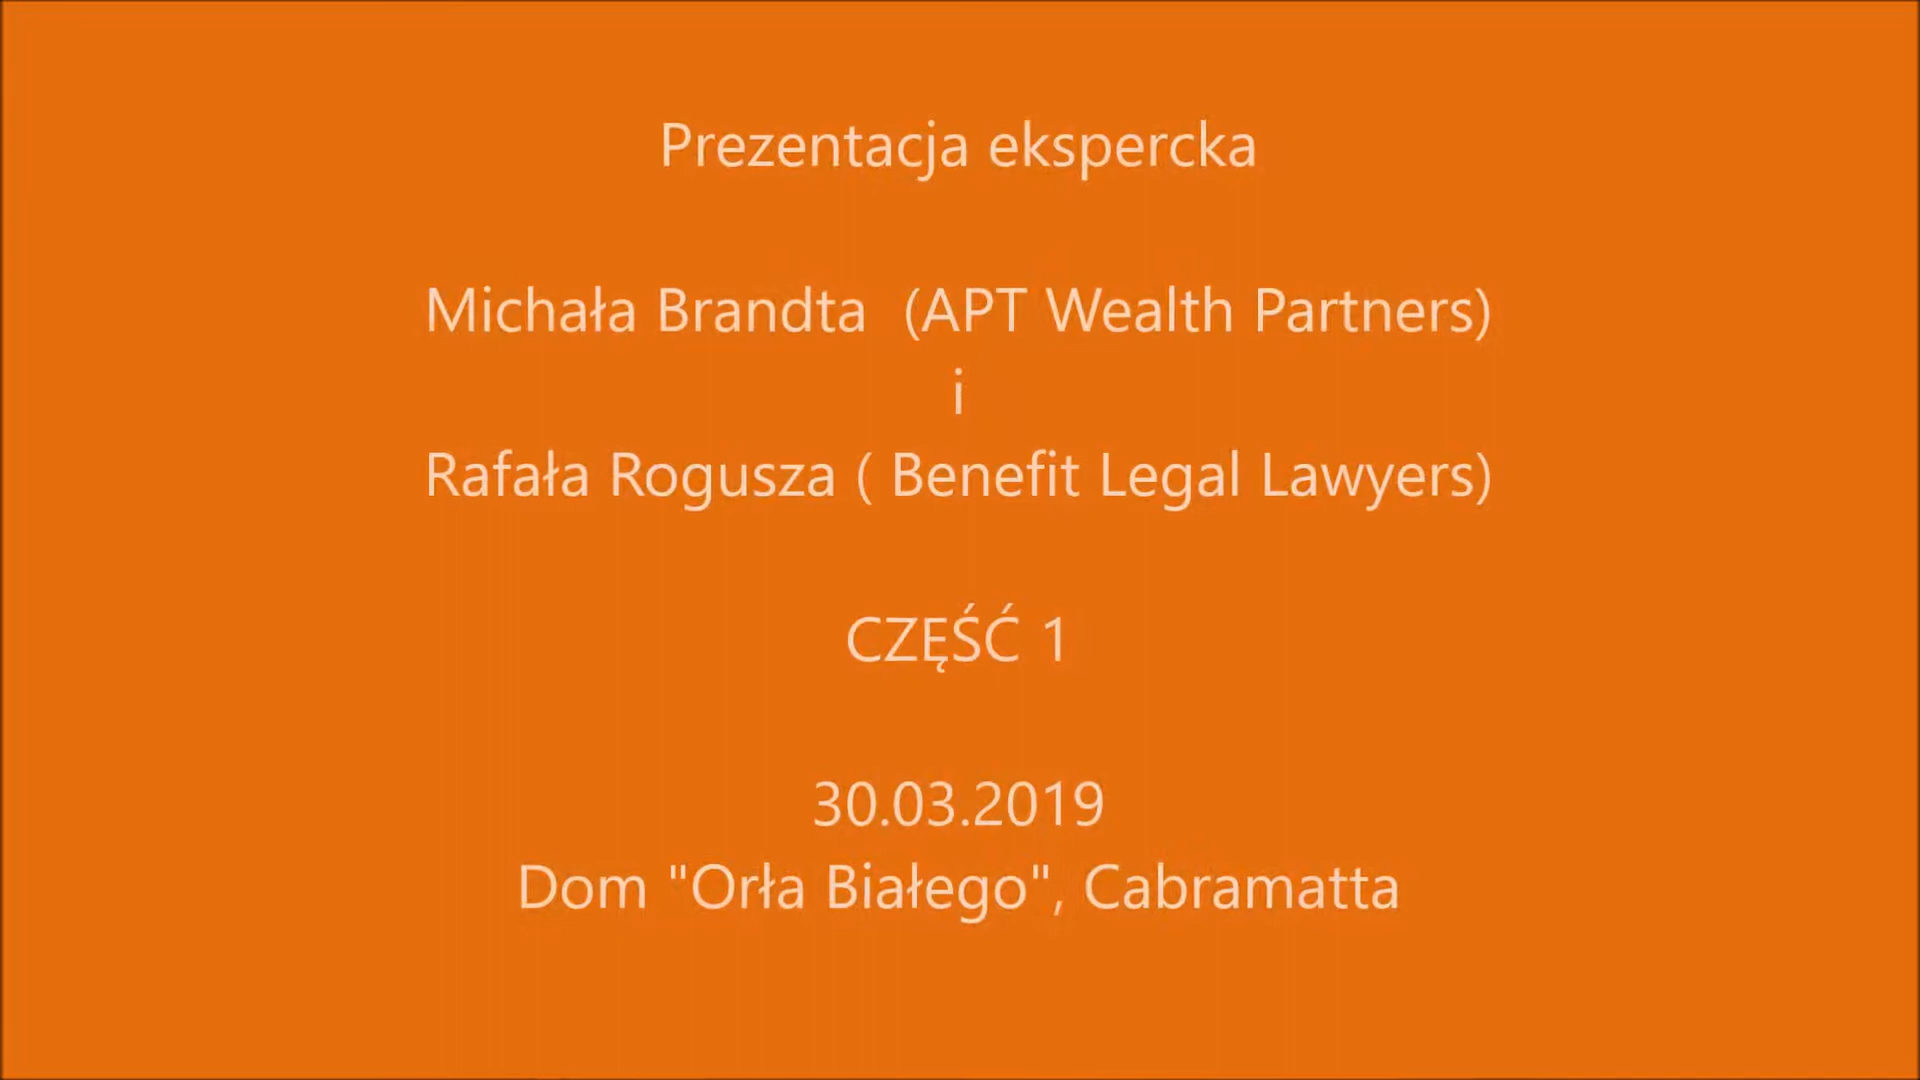 Prezentacja ekspercka
Michała Brandta  (APT Wealth Partners)
i
Rafała Rogusza ( Benefit Legal Lawyers)
CZĘŚĆ 1
30.03.2019
Dom "Orła Białego", Cabramatta